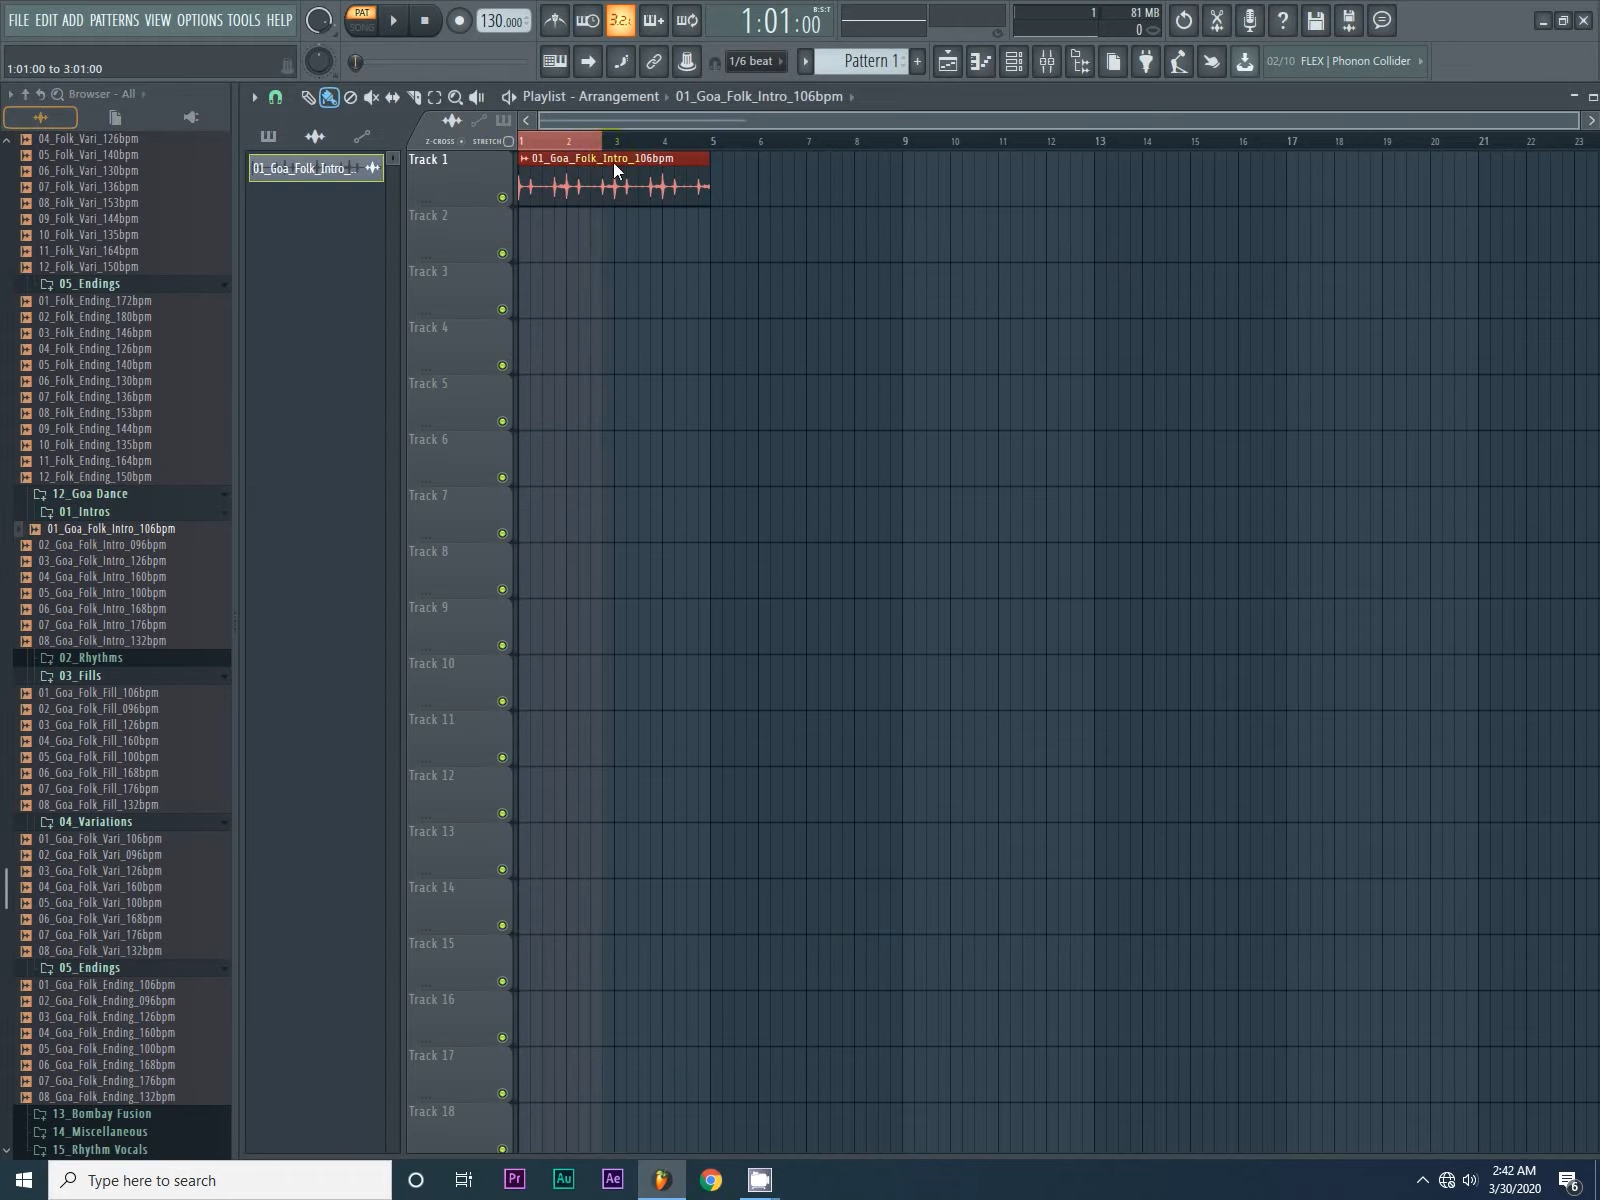 FILE EDIT ADD PATTERNS VIEW OPTIONS TOOLS HELP
PAT
SONG
130.000
3.2.
1:01:00
B:S:T
1
81 MB
0
1:01:00 to 3:01:00
1/6 beat
Pattern 1
02/10 FLEX | Phonon Collider
Browser - All
Playlist - Arrangement › 01_Goa_Folk_Intro_106bpm ›
04_Folk_Vari_126bpm
05_Folk_Vari_140bpm
06_Folk_Vari_130bpm
07_Folk_Vari_136bpm
08_Folk_Vari_153bpm
09_Folk_Vari_144bpm
10_Folk_Vari_135bpm
11_Folk_Vari_164bpm
12_Folk_Vari_150bpm
05_Endings
01_Folk_Ending_172bpm
02_Folk_Ending_180bpm
03_Folk_Ending_146bpm
04_Folk_Ending_126bpm
05_Folk_Ending_140bpm
06_Folk_Ending_130bpm
07_Folk_Ending_136bpm
08_Folk_Ending_153bpm
09_Folk_Ending_144bpm
10_Folk_Ending_135bpm
11_Folk_Ending_164bpm
12_Folk_Ending_150bpm
12_Goa Dance
01_Intros
01_Goa_Folk_Intro_106bpm
02_Goa_Folk_Intro_096bpm
03_Goa_Folk_Intro_126bpm
04_Goa_Folk_Intro_160bpm
05_Goa_Folk_Intro_100bpm
06_Goa_Folk_Intro_168bpm
07_Goa_Folk_Intro_176bpm
08_Goa_Folk_Intro_132bpm
02_Rhythms
03_Fills
01_Goa_Folk_Fill_106bpm
02_Goa_Folk_Fill_096bpm
03_Goa_Folk_Fill_126bpm
04_Goa_Folk_Fill_160bpm
05_Goa_Folk_Fill_100bpm
06_Goa_Folk_Fill_168bpm
07_Goa_Folk_Fill_176bpm
08_Goa_Folk_Fill_132bpm
04_Variations
01_Goa_Folk_Vari_106bpm
02_Goa_Folk_Vari_096bpm
03_Goa_Folk_Vari_126bpm
04_Goa_Folk_Vari_160bpm
05_Goa_Folk_Vari_100bpm
06_Goa_Folk_Vari_168bpm
07_Goa_Folk_Vari_176bpm
08_Goa_Folk_Vari_132bpm
05_Endings
01_Goa_Folk_Ending_106bpm
02_Goa_Folk_Ending_096bpm
03_Goa_Folk_Ending_126bpm
04_Goa_Folk_Ending_160bpm
05_Goa_Folk_Ending_100bpm
06_Goa_Folk_Ending_168bpm
07_Goa_Folk_Ending_176bpm
08_Goa_Folk_Ending_132bpm
13_Bombay Fusion
14_Miscellaneous
15_Rhythm Vocals
01_Goa_Folk_Intro_..
Z-CROSS STRETCH
1 2 3 4 5 6 7 8 9 10 11 12 13 14 15 16 17 18 19 20 21 22 23
01_Goa_Folk_Intro_106bpm
Track 1
Track 2
Track 3
Track 4
Track 5
Track 6
Track 7
Track 8
Track 9
Track 10
Track 11
Track 12
Track 13
Track 14
Track 15
Track 16
Track 17
Track 18
Type here to search
Pr
Au
Ae
2:42 AM
3/30/2020
6